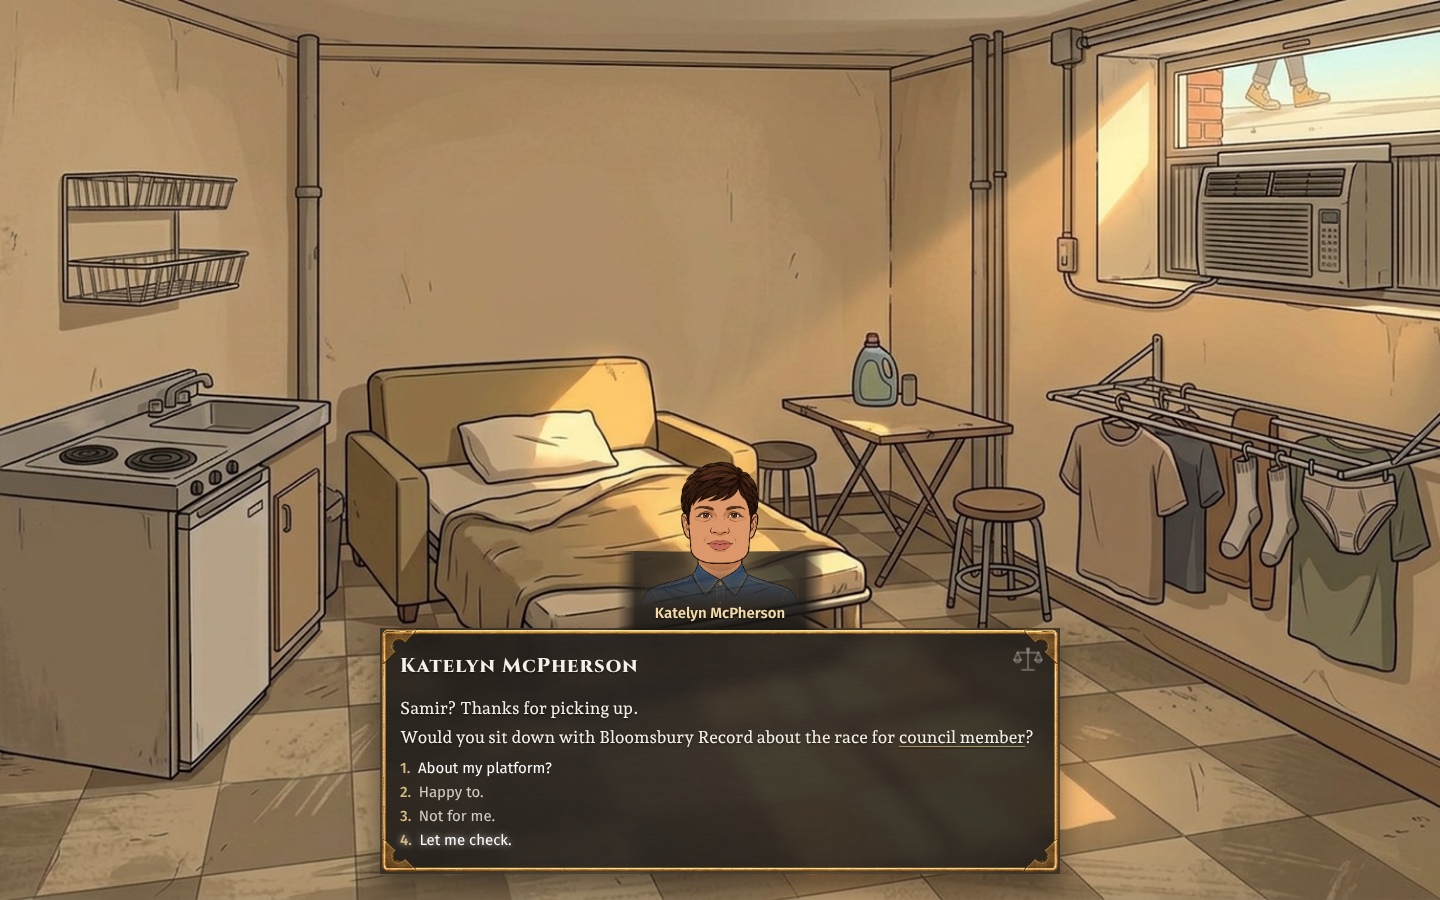 Katelyn McPherson
Katelyn McPherson
Samir? Thanks for picking up.
Would you sit down with Bloomsbury Record about the race for council member?
1. About my platform?
2. Happy to.
3. Not for me.
4. Let me check.